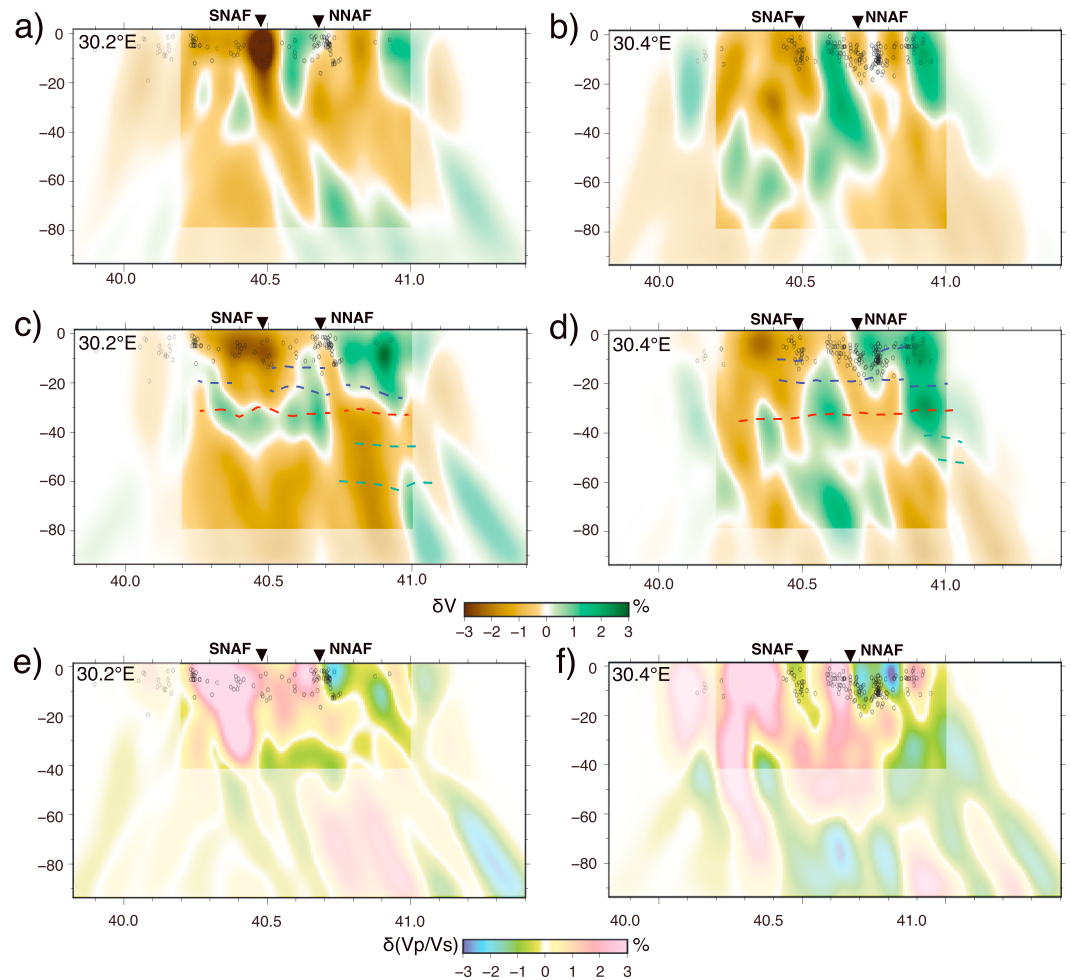 a) SNAF NNAF b) SNAF NNAF
30.2°E 30.4°E
0 0
−20 −20
−40 −40
−60 −60
−80 −80
40.0 40.5 41.0 40.0 40.5 41.0
c) SNAF NNAF d) SNAF NNAF
30.2°E 30.4°E
0 0
−20 −20
−40 −40
−60 −60
−80 −80
40.0 40.5 41.0 40.0 40.5 41.0
δV %
−3 −2 −1 0 1 2 3
e) SNAF NNAF f) SNAF NNAF
30.2°E 30.4°E
0 0
−20 −20
−40 −40
−60 −60
−80 −80
40.0 40.5 41.0 40.0 40.5 41.0
δ(Vp/Vs) %
−3 −2 −1 0 1 2 3